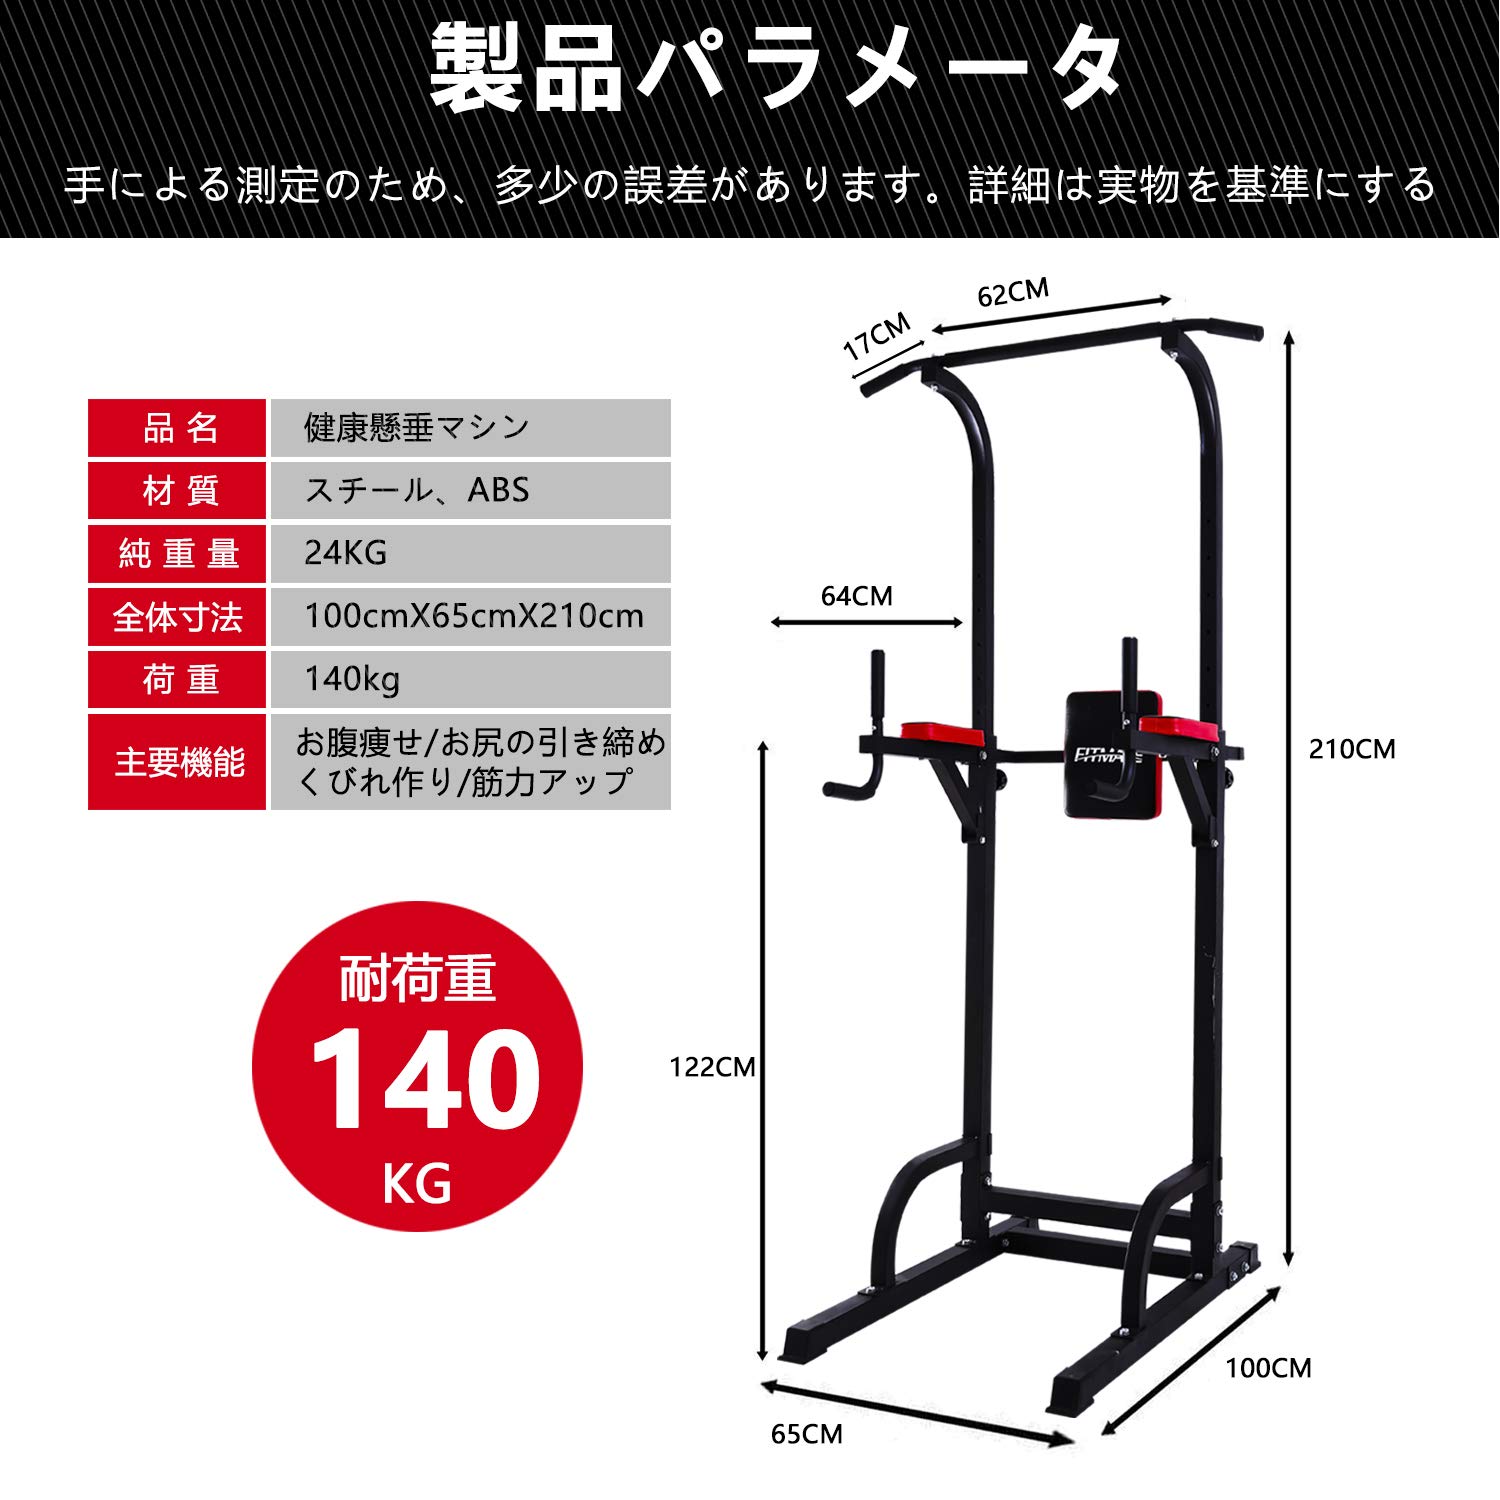 製品パラメータ
手による測定のため、多少の誤差があります。詳細は実物を基準にする
62CM
17CM
品名 健康懸垂マシン
材質 スチール、ABS
純重量 24KG
全体寸法 100cmX65cmX210cm
荷重 140kg
主要機能 お腹痩せ/お尻の引き締め
くびれ作り/筋力アップ
64CM
210CM
耐荷重
140
KG
122CM
100CM
65CM